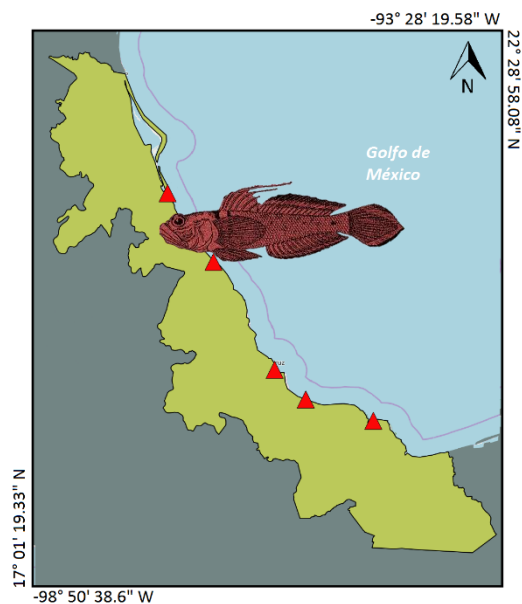 -93° 28' 19.58" W
22° 28' 58.08" N
N
Golfo de
México
17° 01' 19.33" N
-98° 50' 38.6" W